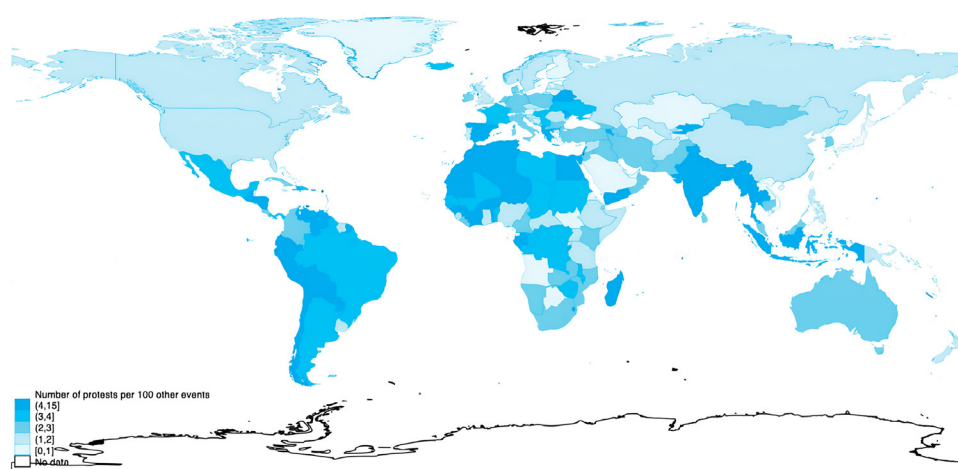 Number of protests per 100 other events
(4,15]
(3,4]
(2,3]
(1,2]
[0,1]
No data